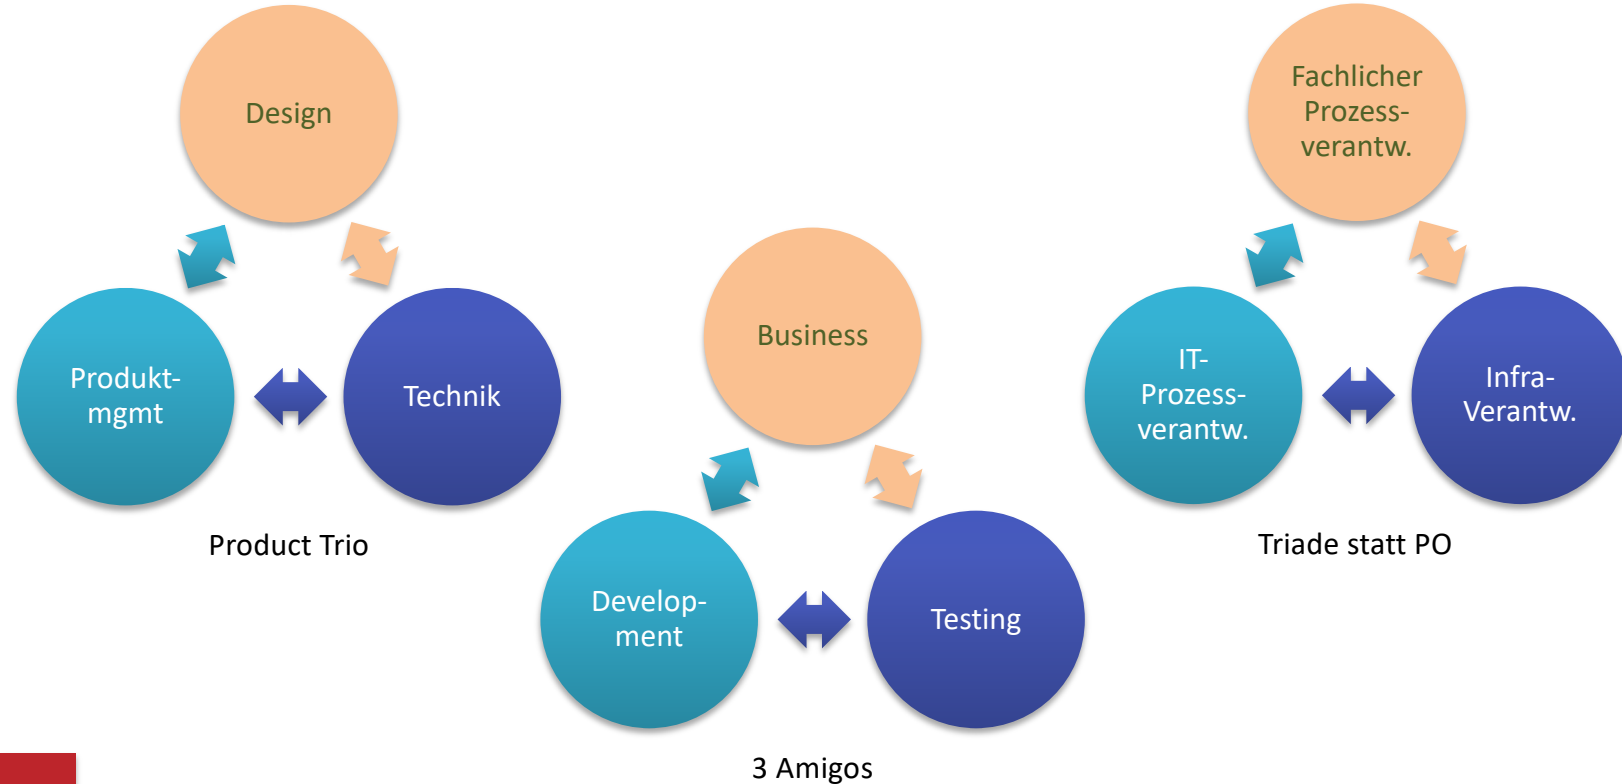 Design
Produkt-
mgmt
Technik
Product Trio
Business
Develop-
ment
Testing
3 Amigos
Fachlicher
Prozess-
verantw.
IT-
Prozess-
verantw.
Infra-
Verantw.
Triade statt PO